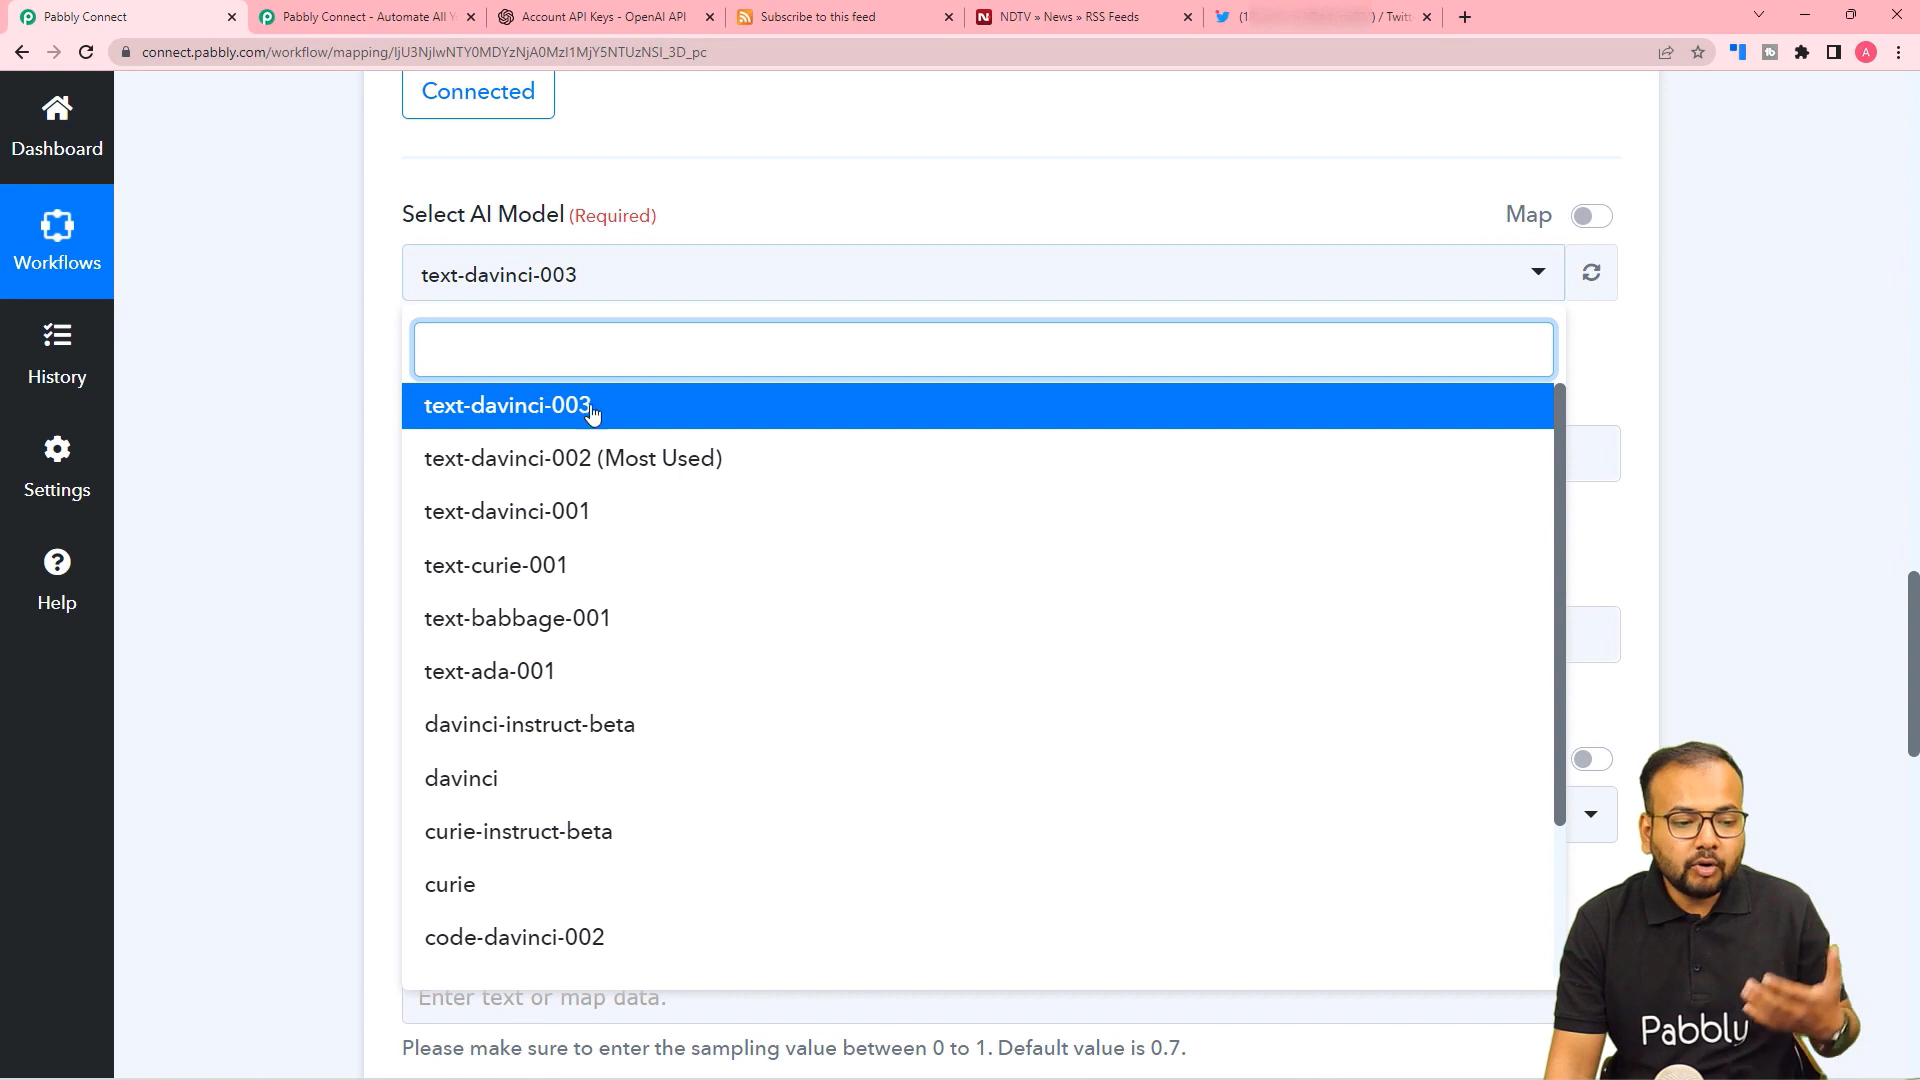 Pabbly Connect
Pabbly Connect - Automate All Y
Account API Keys - OpenAI API
Subscribe to this feed
NDTV » News » RSS Feeds
(1
) / Twitt
connect.pabbly.com/workflow/mapping/IjU3NjIwNTY0MDYzNjA0MzI1MjY5NTUzNSI_3D_pc
A
Dashboard
Workflows
History
Settings
Help
Connected
Select AI Model (Required)
Map
text-davinci-003
text-davinci-003
text-davinci-002 (Most Used)
text-davinci-001
text-curie-001
text-babbage-001
text-ada-001
davinci-instruct-beta
davinci
curie-instruct-beta
curie
code-davinci-002
Enter text or map data.
Please make sure to enter the sampling value between 0 to 1. Default value is 0.7.
Pabbly